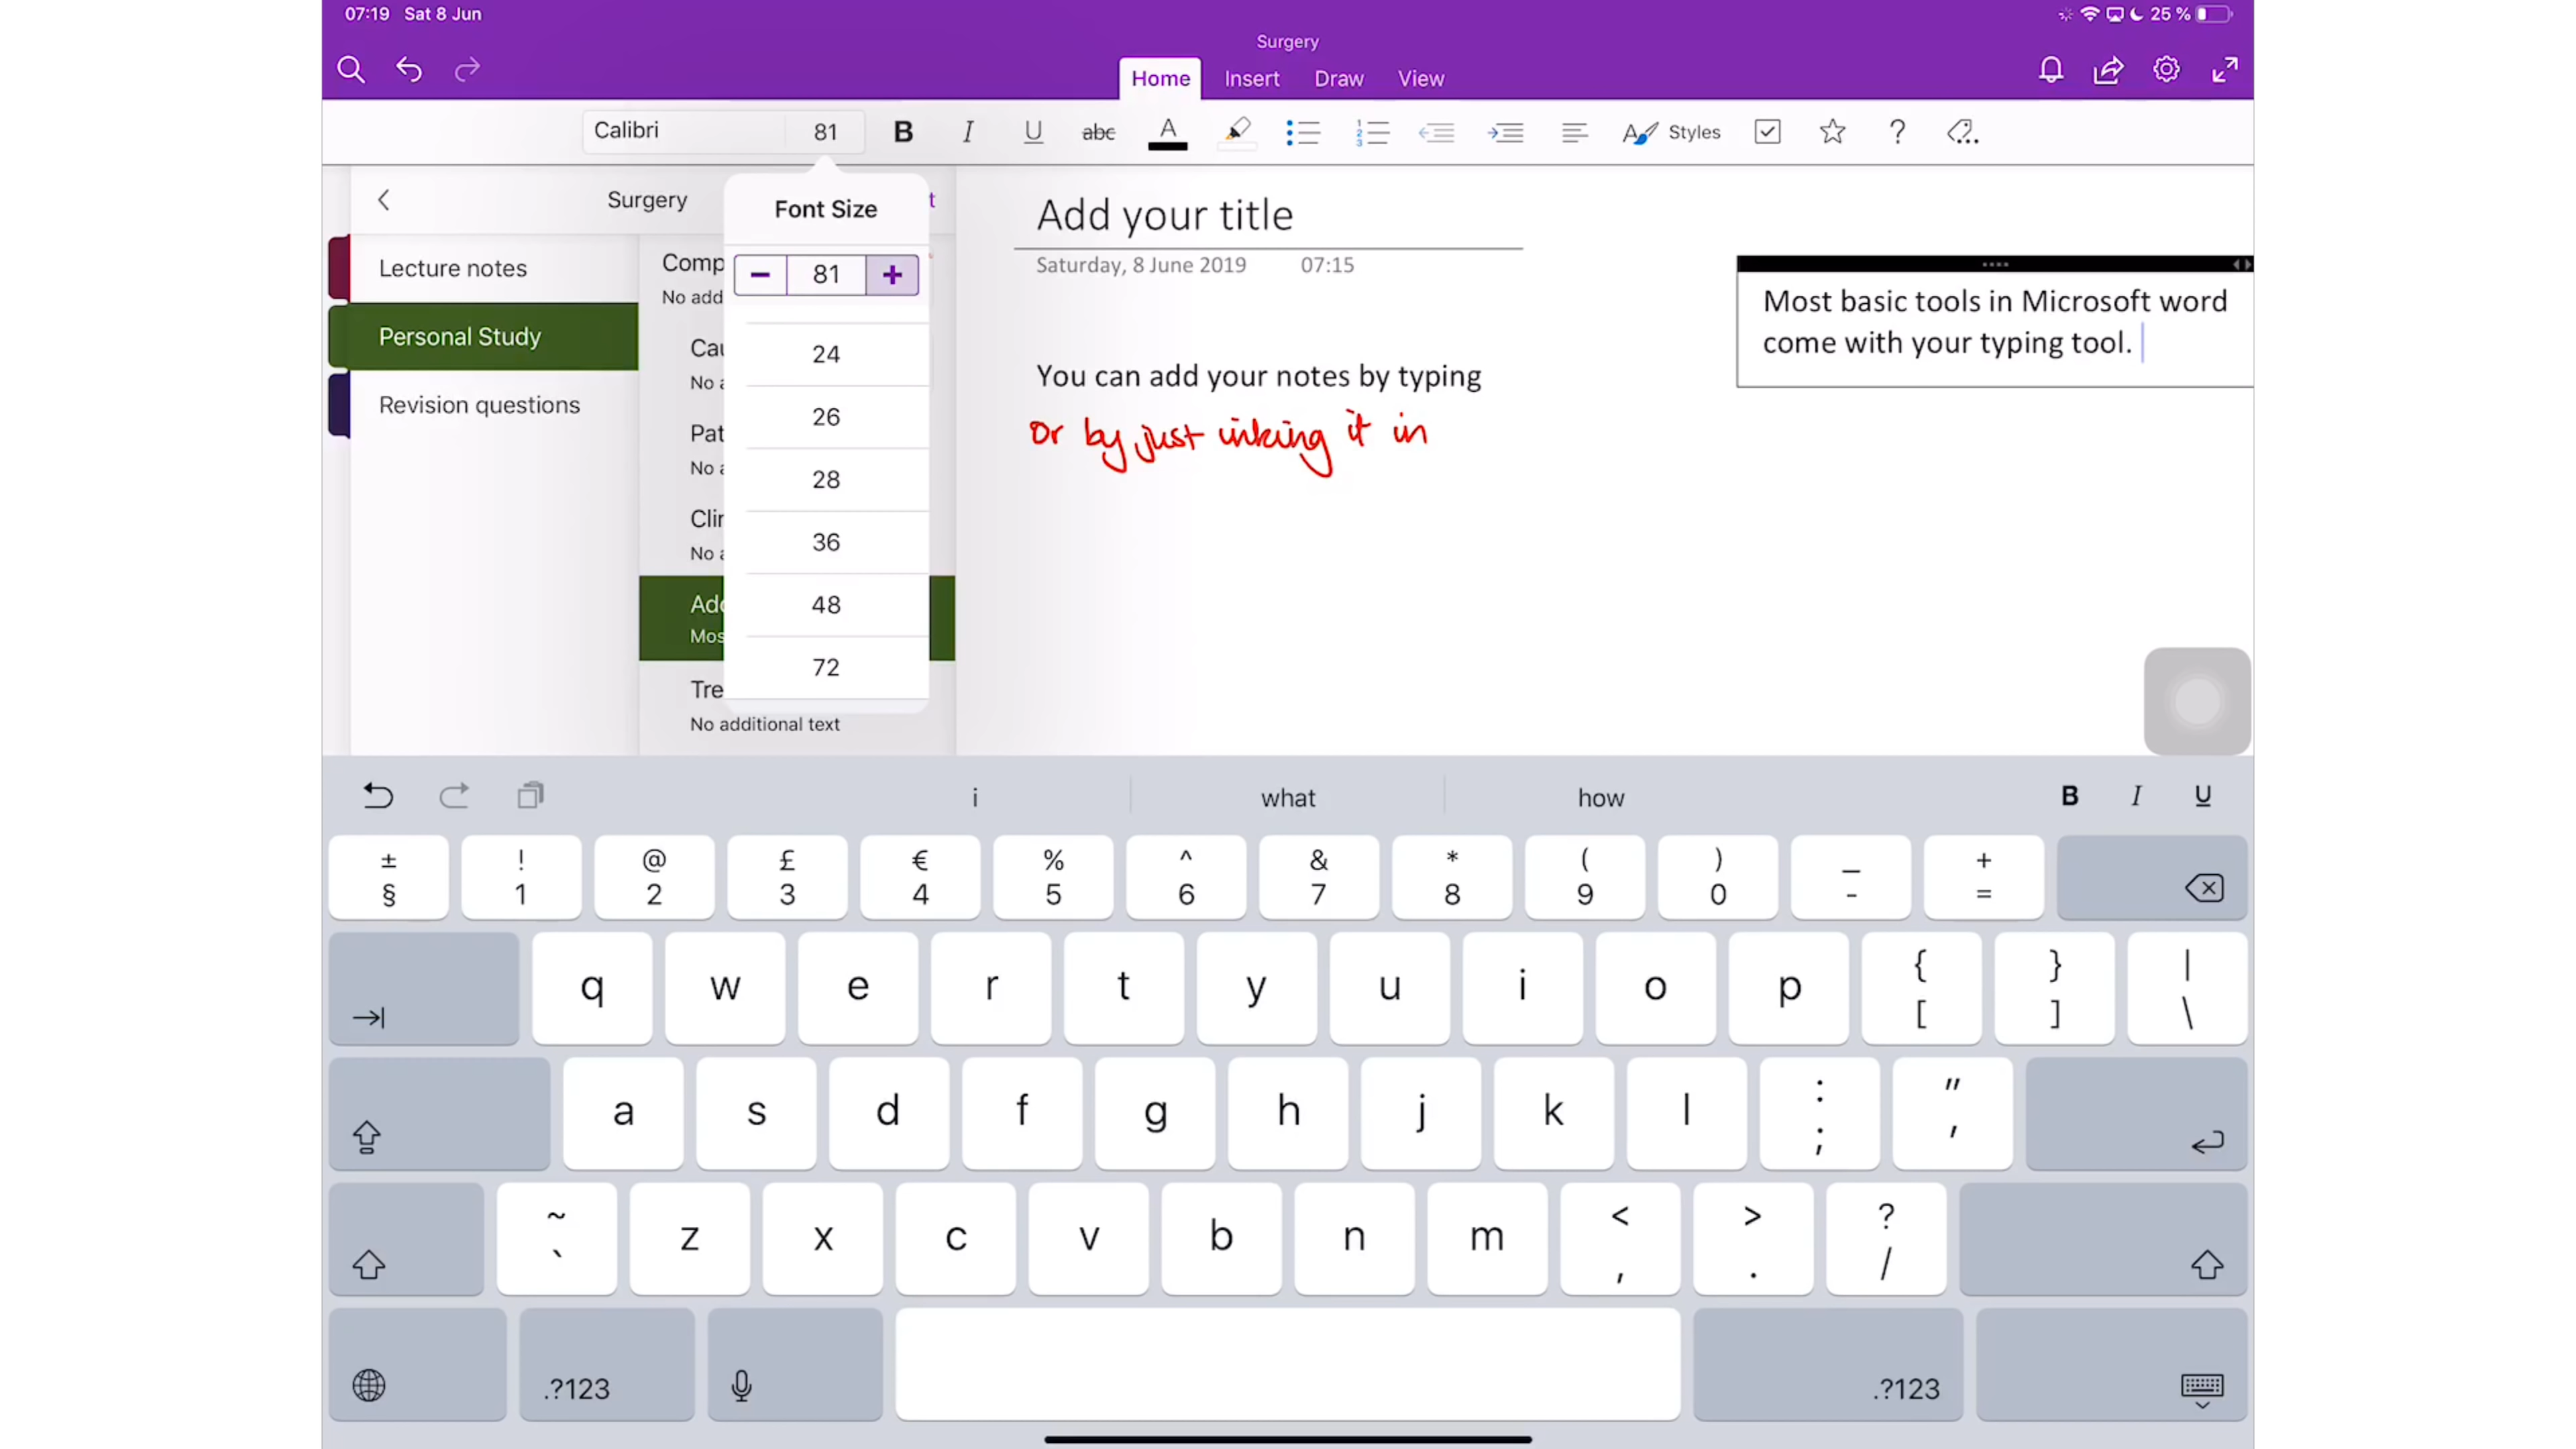 07:19 Sat 8 Jun
25 %
Surgery
Home Insert Draw View
Calibri 81 B I U abc A Styles ?
Surgery t
Font Size
81
24
26
28
36
48
72
Lecture notes
Personal Study
Revision questions
Comp
No add
Cau
No a
Pat
No a
Clin
No a
Add
Mos
Tre
No additional text
Add your title
Saturday, 8 June 2019 07:15
You can add your notes by typing
or by just inking it in
Most basic tools in Microsoft word
come with your typing tool.
i what how B I U
± ! @ £ € % ^ & * ( ) _ +
§ 1 2 3 4 5 6 7 8 9 0 - =
q w e r t y u i o p { } |
[ ] \
a s d f g h j k l : "
; '
~ z x c v b n m < > ?
` , . /
.?123 .?123